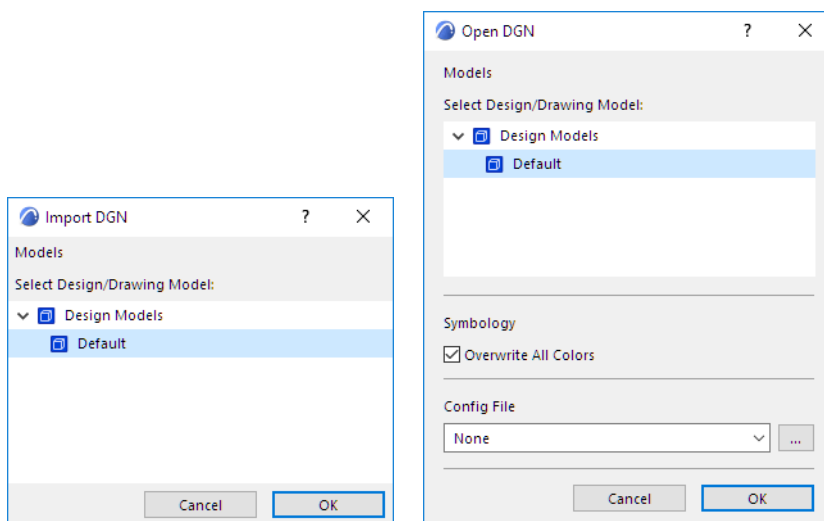 Import DGN ?
Models
Select Design/Drawing Model:
Design Models
Default
Cancel OK
Open DGN ?
Models
Select Design/Drawing Model:
Design Models
Default
Symbology
Overwrite All Colors
Config File
None ...
Cancel OK